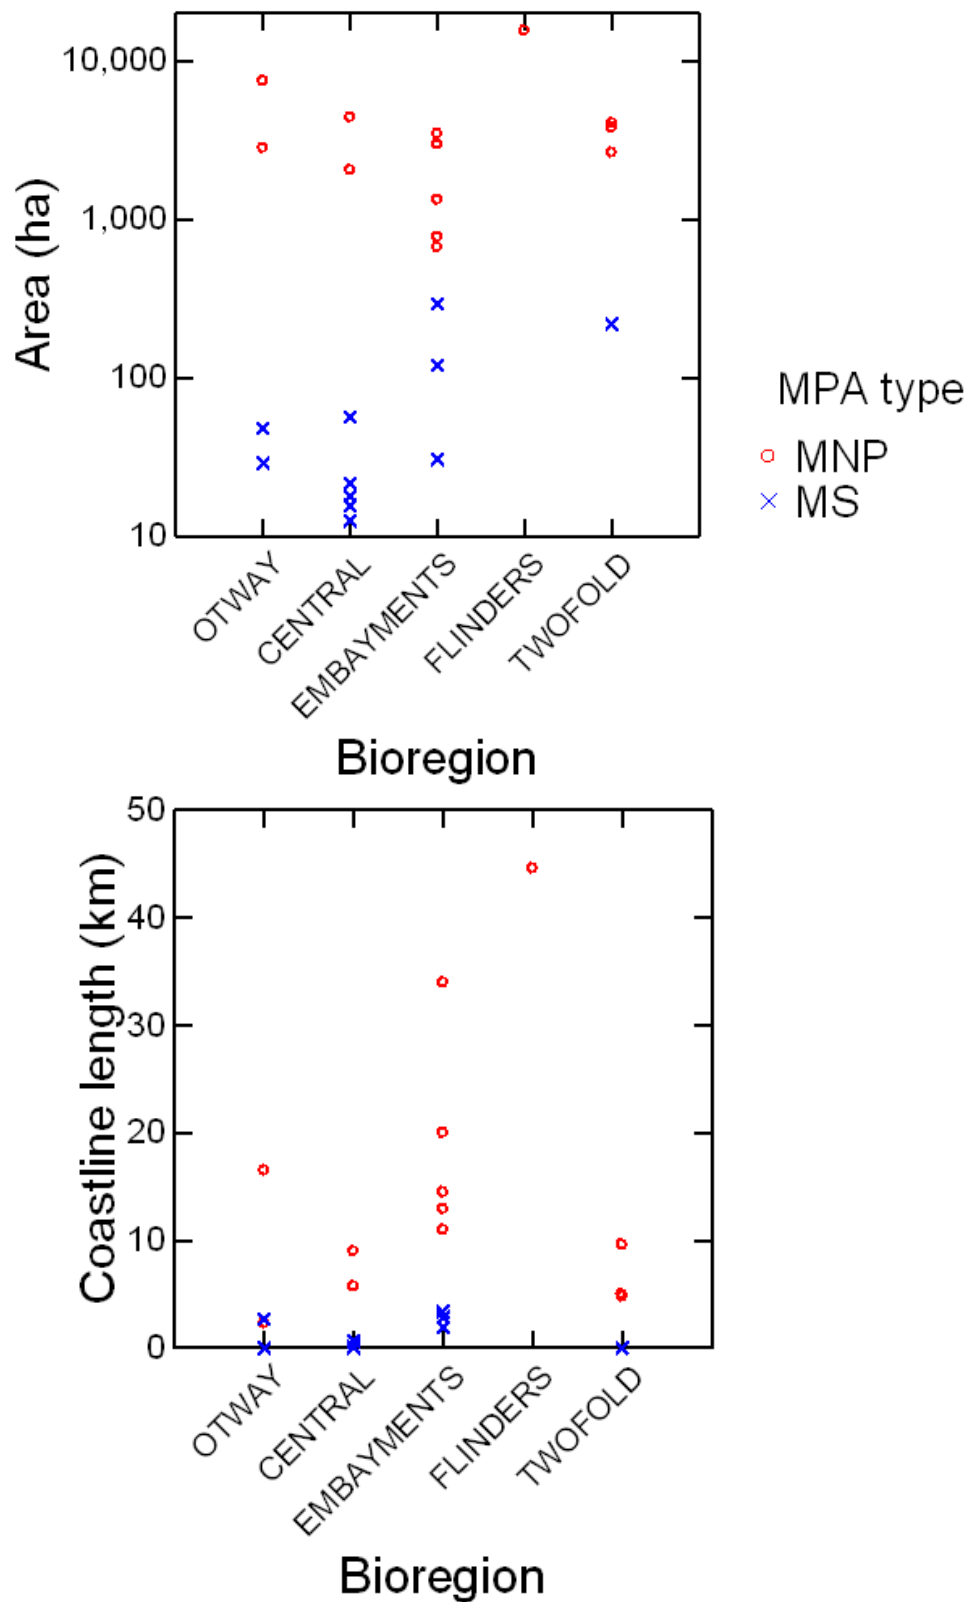 10,000
1,000
100
10
Area (ha)
OTWAY
CENTRAL
EMBAYMENTS
FLINDERS
TWOFOLD
Bioregion
MPA type
MNP
MS
50
40
30
20
10
0
Coastline length (km)
OTWAY
CENTRAL
EMBAYMENTS
FLINDERS
TWOFOLD
Bioregion